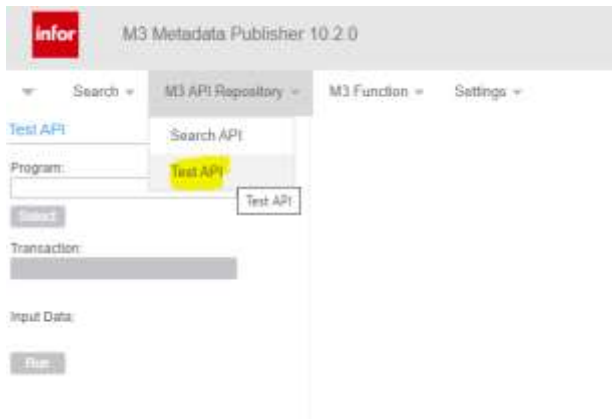 infor M3 Metadata Publisher 10.2.0
Search M3 API Repository M3 Function Settings
Test API
Search API
Program:
Test API
Test API
Select
Transaction:
Input Data:
Run